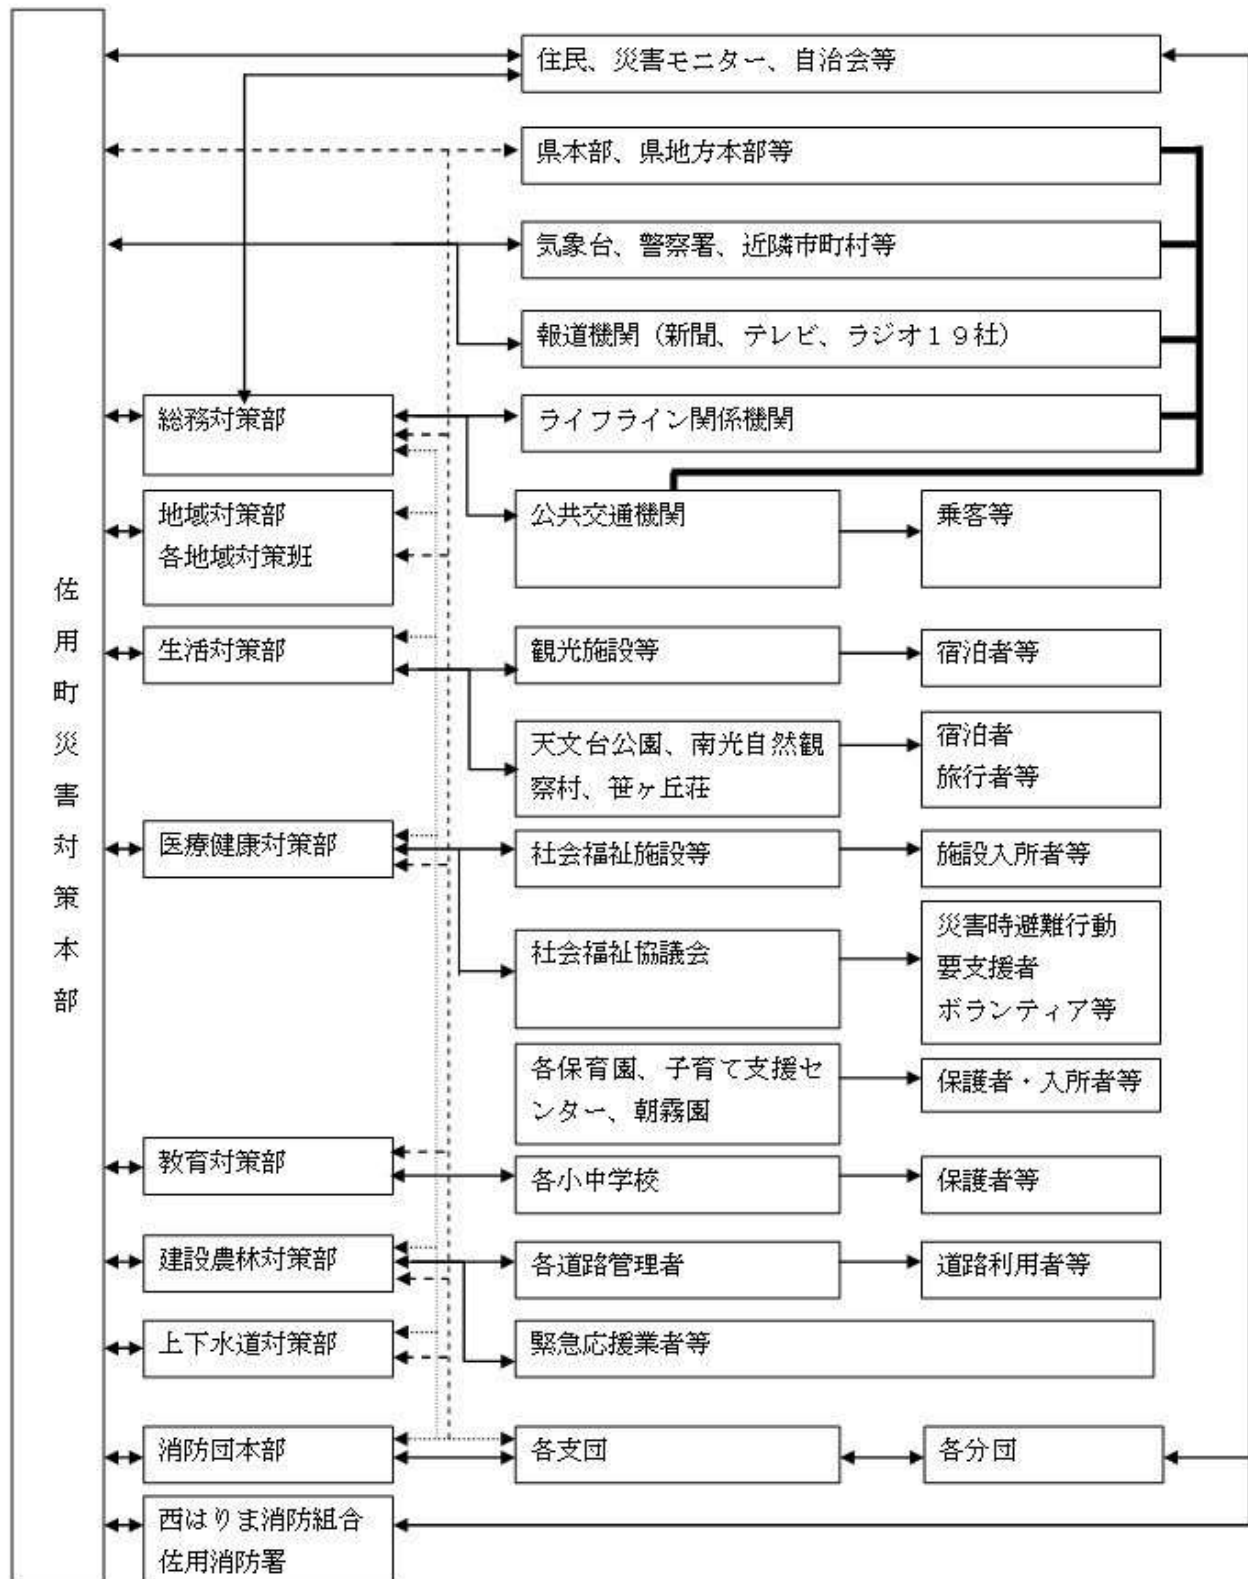 佐用町災害対策本部
住民、災害モニター、自治会等
県本部、県地方本部等
気象台、警察署、近隣市町村等
報道機関（新聞、テレビ、ラジオ１９社）
総務対策部
ライフライン関係機関
地域対策部
各地域対策班
公共交通機関
乗客等
生活対策部
観光施設等
宿泊者等
天文台公園、南光自然観
察村、笹ヶ丘荘
宿泊者
旅行者等
医療健康対策部
社会福祉施設等
施設入所者等
社会福祉協議会
災害時避難行動
要支援者
ボランティア等
各保育園、子育て支援セ
ンター、朝霧園
保護者・入所者等
教育対策部
各小中学校
保護者等
建設農林対策部
各道路管理者
道路利用者等
上下水道対策部
緊急応援業者等
消防団本部
各支団
各分団
西はりま消防組合
佐用消防署